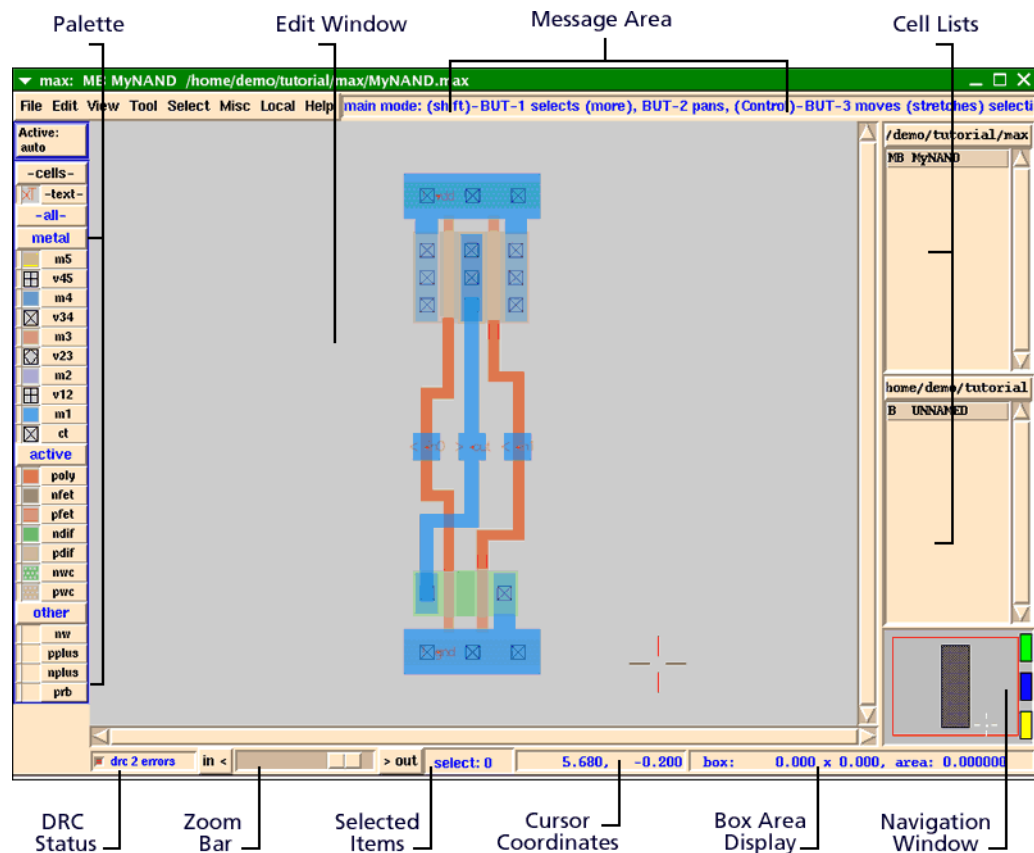 Palette
Edit Window
Message Area
Cell Lists
max: MB MyNAND /home/demo/tutorial/max/MyNAND.max
File Edit View Tool Select Misc Local Help
main mode: (shift)-BUT-1 selects (more), BUT-2 pans, (Control)-BUT-3 moves (stretches) selecti
Active:
auto
-cells-
-text-
-all-
metal
m5
v45
m4
v34
m3
v23
m2
v12
m1
ct
active
poly
nfet
pfet
ndif
pdif
nwc
pwc
other
nw
pplus
nplus
prb
out
gnd
/demo/tutorial/max
MB MyNAND
home/demo/tutorial
B UNNAMED
drc 2 errors
in <
> out
select: 0
5.680, -0.200
box: 0.000 x 0.000, area: 0.000000
DRC
Status
Zoom
Bar
Selected
Items
Cursor
Coordinates
Box Area
Display
Navigation
Window